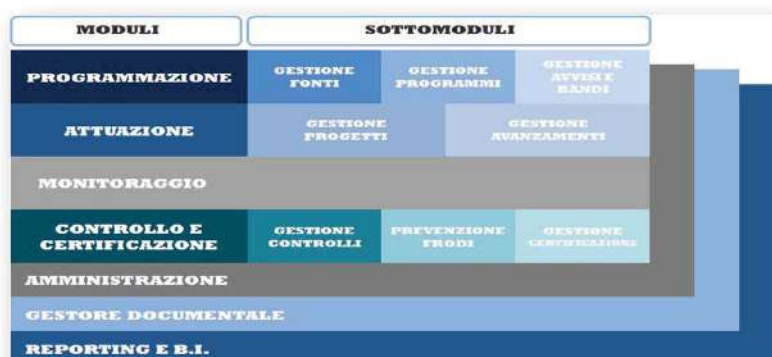 MODULI
SOTTOMODULI
PROGRAMMAZIONE
GESTIONE
FONTI
GESTIONE
PROGRAMMI
GESTIONE
AVVISI E
BANDI
ATTUAZIONE
GESTIONE
PROGETTI
GESTIONE
AVANZAMENTI
MONITORAGGIO
CONTROLLO E
CERTIFICAZIONE
GESTIONE
CONTROLLI
PREVENZIONE
FRODI
GESTIONE
CERTIFICAZIONE
AMMINISTRAZIONE
GESTORE DOCUMENTALE
REPORTING E B.I.